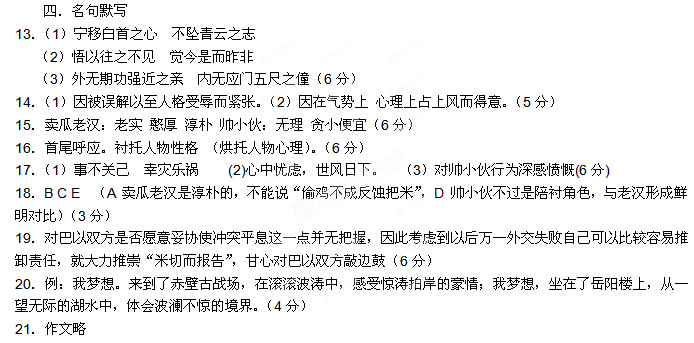 四．名句默写
13．（1）宁移白首之心　不坠青云之志
（2）悟以往之不见　觉今是而昨非
（3）外无期功强近之亲　内无应门五尺之僮（6 分）
14．（1）因被误解以至人格受辱而紧张。（2）因在气势上 心理上占上风而得意。（5 分）
15．卖瓜老汉：老实 憨厚 淳朴 帅小伙：无理 贪小便宜（6 分）
16．首尾呼应。衬托人物性格 （烘托人物心理）。（6 分）
17．（1）事不关己　幸灾乐祸　　(2)心中忧虑，世风日下。　（3）对帅小伙行为深感愤慨(6 分)
18．B C E　（A 卖瓜老汉是淳朴的，不能说“偷鸡不成反蚀把米”，D 帅小伙不过是陪衬角色，与老汉形成鲜
明对比）（3 分）
19．对巴以双方是否愿意妥协使冲突平息这一点并无把握，因此考虑到以后万一外交失败自己可以比较容易推
卸责任，就大力推崇“米切而报告”，甘心对巴以双方敲边鼓（6 分）
20．例：我梦想。来到了赤壁古战场，在滚滚波涛中，感受惊涛拍岸的豪情；我梦想，坐在了岳阳楼上，从一
望无际的湖水中，体会波澜不惊的境界。（4 分）
21．作文略